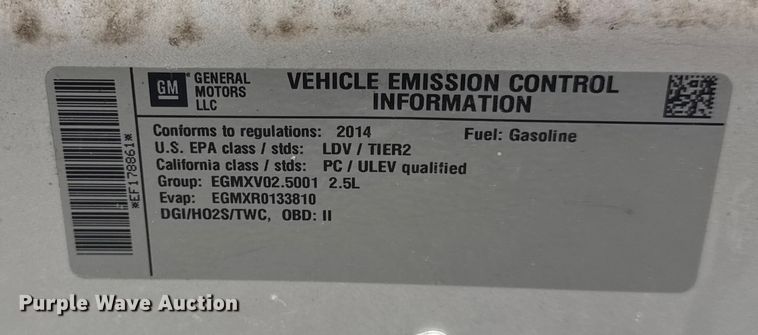 GM
GENERAL MOTORS LLC
VEHICLE EMISSION CONTROL INFORMATION
Conforms to regulations: 2014 Fuel: Gasoline
U.S. EPA class / stds: LDV / TIER2
California class / stds: PC / ULEV qualified
Group: EGMXV02.5001 2.5L
Evap: EGMXR0133810
DGI/HO2S/TWC, OBD: II
*EF178861*
Purple Wave Auction